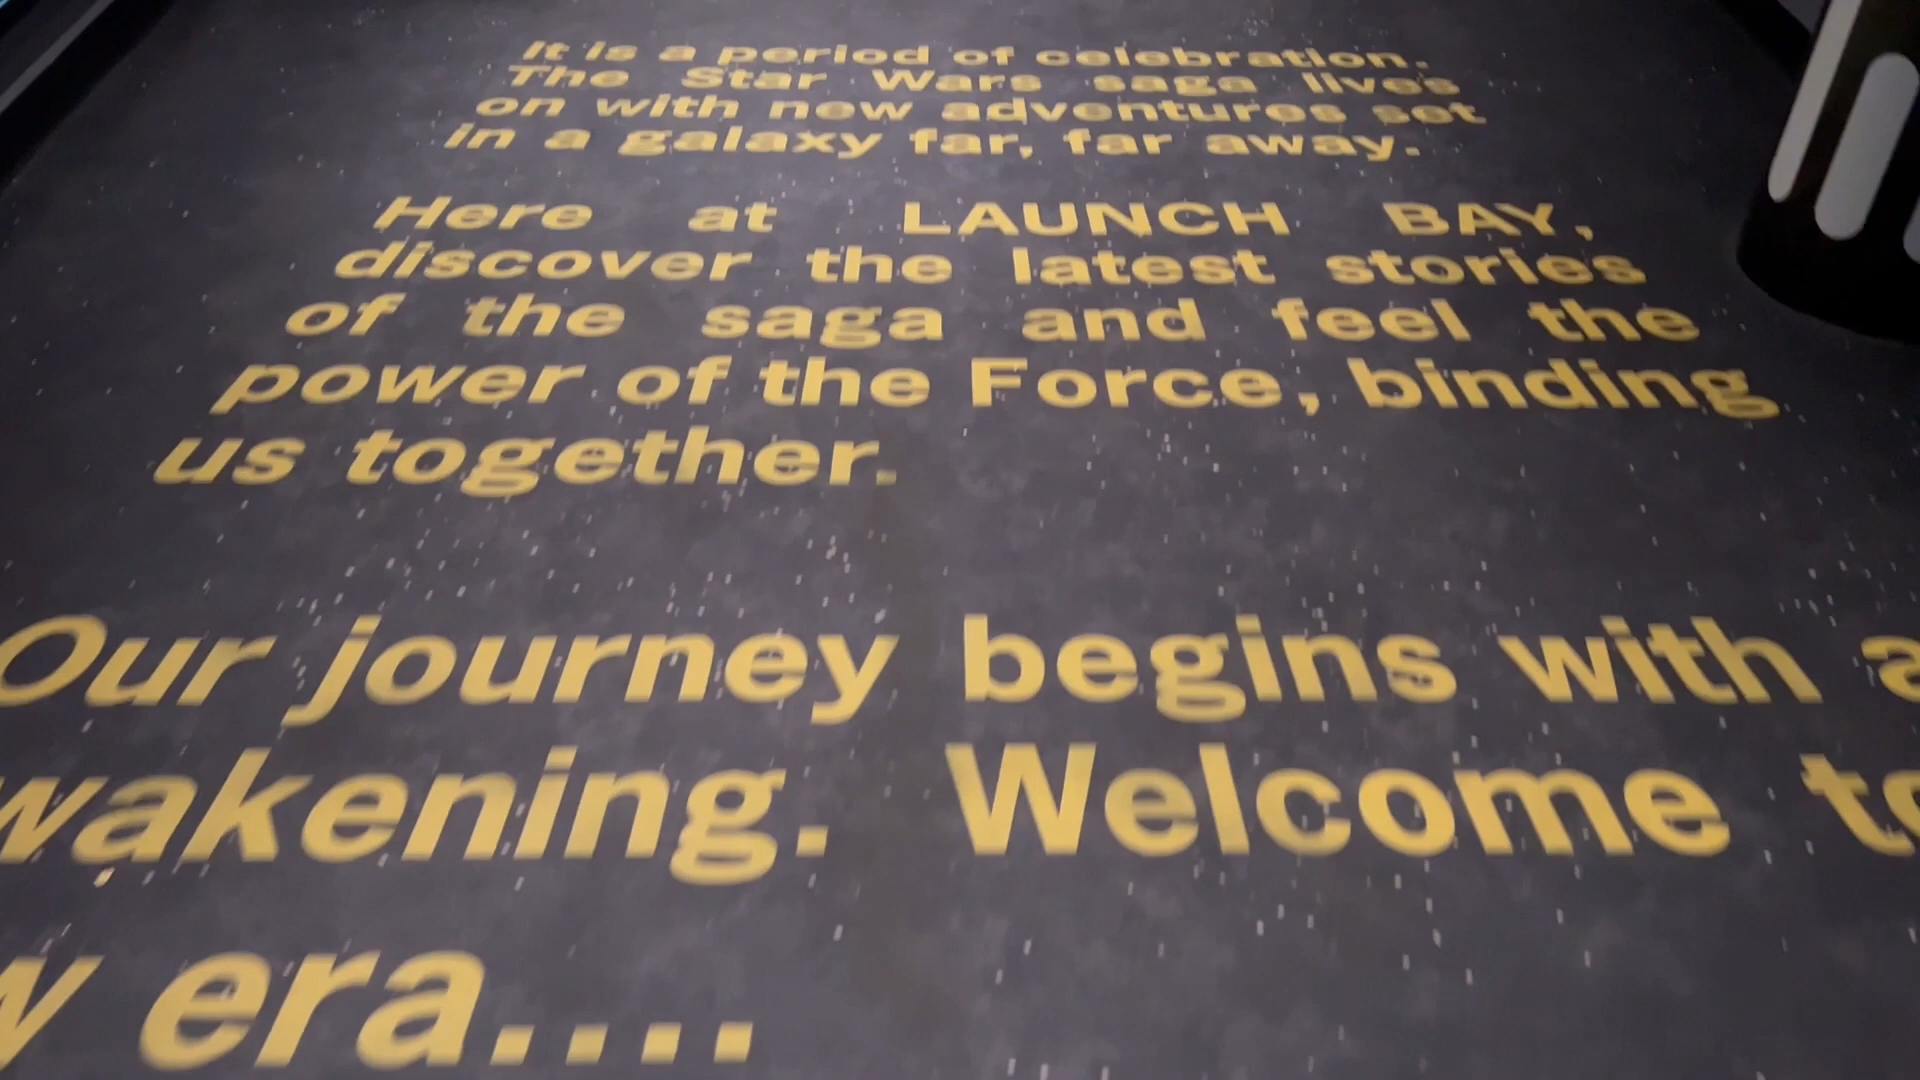 It is a period of celebration.
The Star Wars saga lives
on with new adventures set
in a galaxy far, far away.
Here at LAUNCH BAY,
discover the latest stories
of the saga and feel the
power of the Force, binding
us together.
Our journey begins with
Welcome
era....